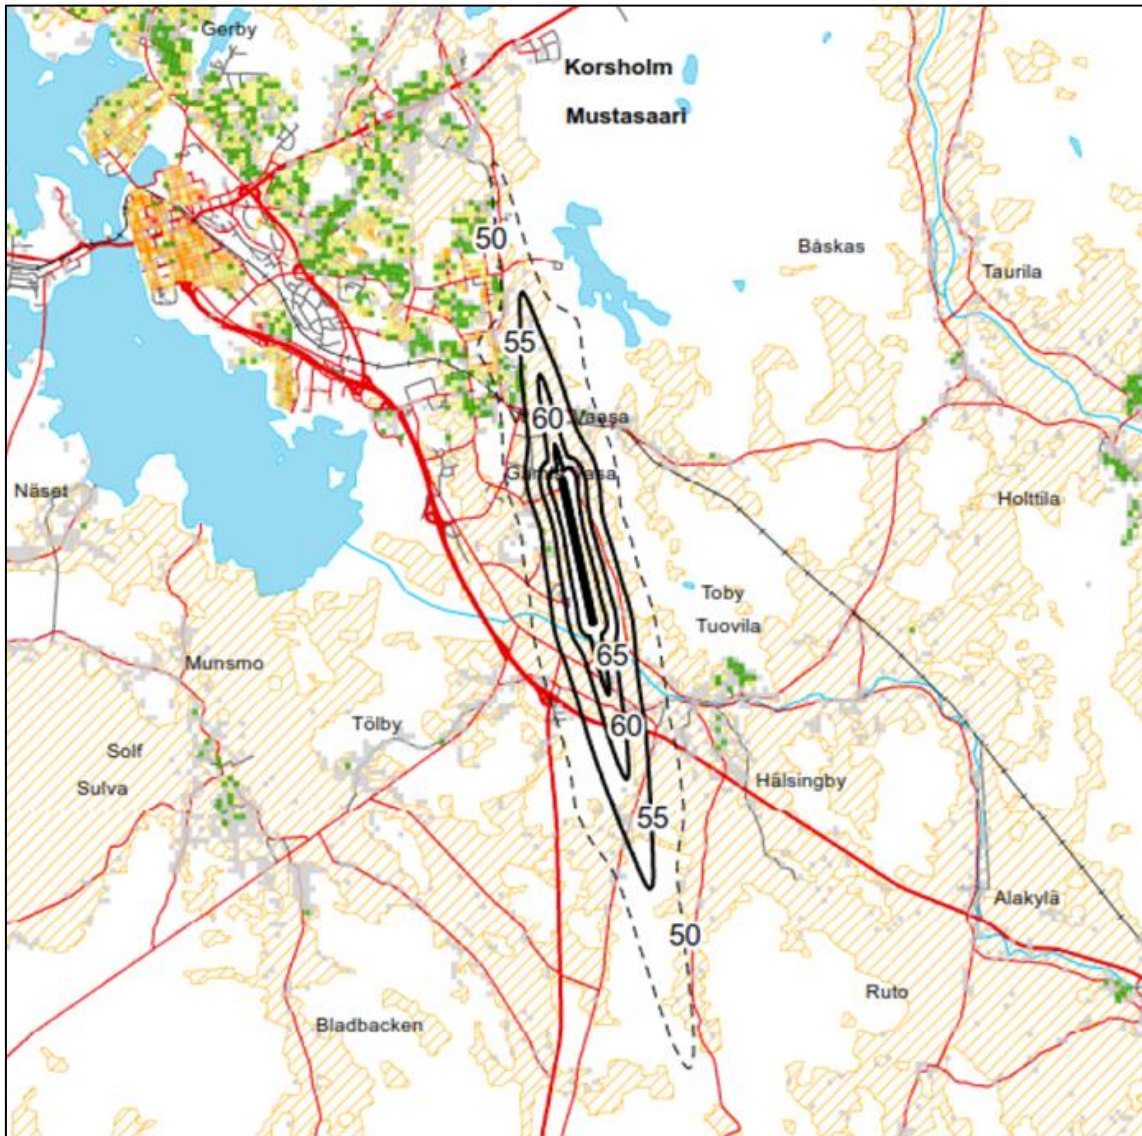 Gerby
Korsholm
Mustasaari
50
Båskas
Taurila
55
60
Vaasa
Näset
Holttila
Toby
Tuovila
65
Munsmo
Tölby
60
Solf
Sulva
Hälsingby
55
Alakylä
50
Ruto
Bladbacken